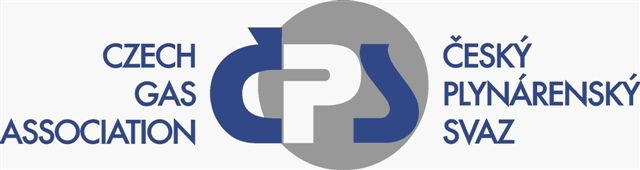 CZECH
GAS
ASSOCIATION
ČPS
ČESKÝ
PLYNÁRENSKÝ
SVAZ